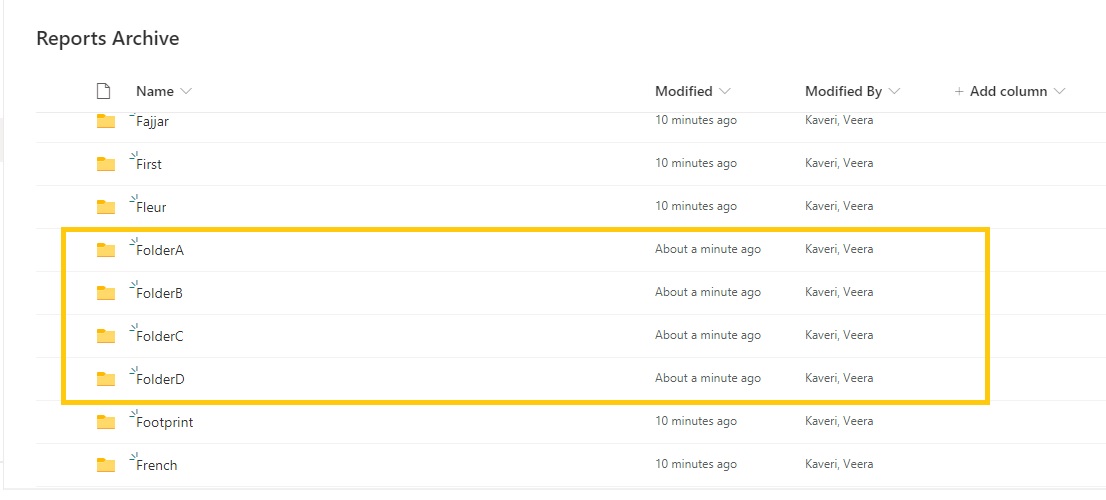 Reports Archive
Name Modified Modified By + Add column
Fajjar 10 minutes ago Kaveri, Veera
First 10 minutes ago Kaveri, Veera
Fleur 10 minutes ago Kaveri, Veera
FolderA About a minute ago Kaveri, Veera
FolderB About a minute ago Kaveri, Veera
FolderC About a minute ago Kaveri, Veera
FolderD About a minute ago Kaveri, Veera
Footprint 10 minutes ago Kaveri, Veera
French 10 minutes ago Kaveri, Veera